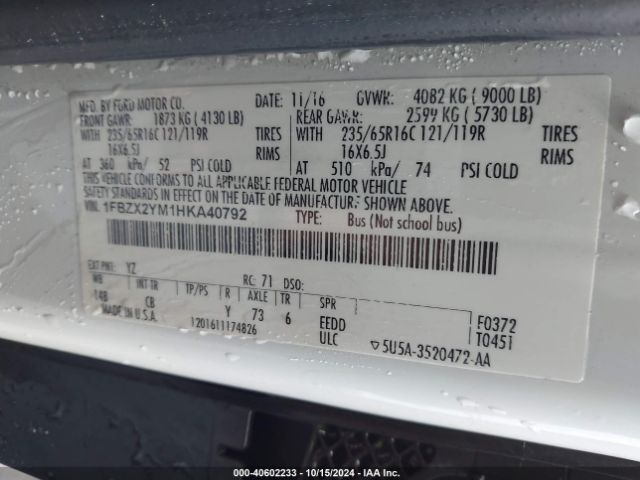 MFD. BY FORD MOTOR CO. DATE: 11/16 GVWR: 4082 KG ( 9000 LB)
FRONT GAWR: 1873 KG ( 4130 LB) REAR GAWR: 2599 KG ( 5730 LB)
WITH 235/65R16C 121/119R TIRES WITH 235/65R16C 121/119R TIRES
16X6.5J RIMS 16X6.5J RIMS
AT 360 kPa/ 52 PSI COLD AT 510 kPa/ 74 PSI COLD
THIS VEHICLE CONFORMS TO ALL APPLICABLE FEDERAL MOTOR VEHICLE
SAFETY STANDARDS IN EFFECT ON THE DATE OF MANUFACTURE SHOWN ABOVE.
VIN: 1FBZX2YM1HKA40792
TYPE: Bus (Not school bus)
EXT PNT: YZ RC: 71 DSO:
WB INT TR TP/PS R AXLE TR SPR
148 CB Y 73 6 EEDD F0372
MADE IN U.S.A. 1201611174826 ULC T0451
▽5U5A-3520472-AA
000-40602233 - 10/15/2024 - IAA Inc.